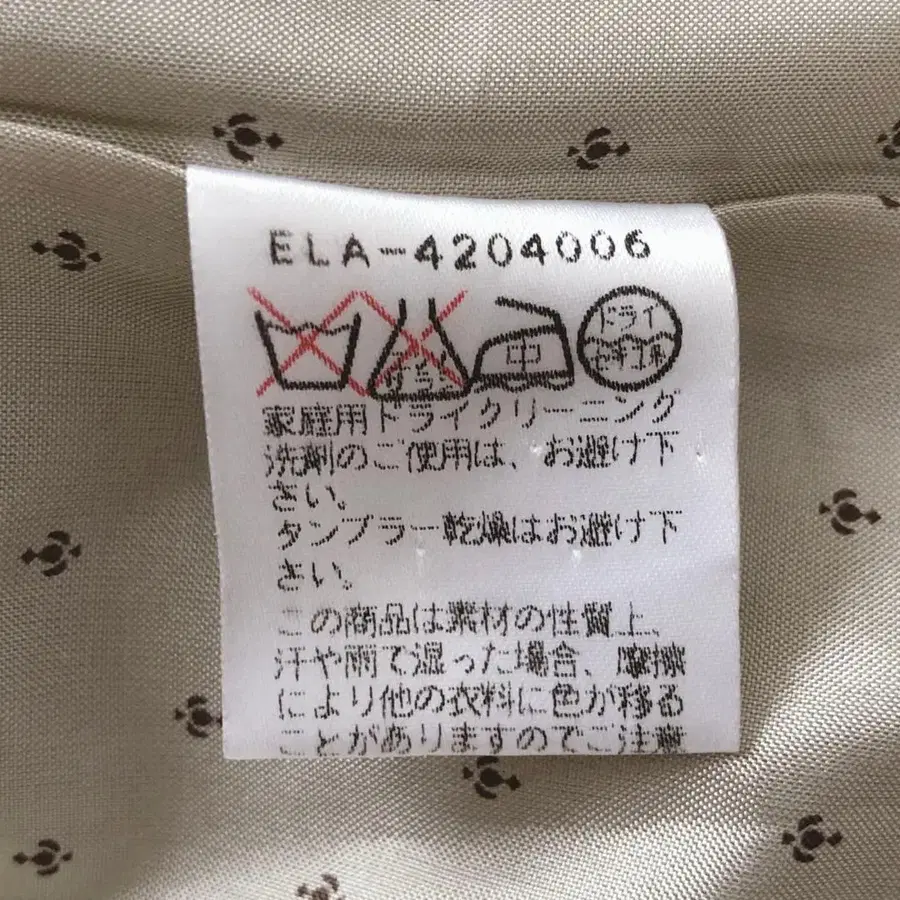 ELA-4204006
中
ドライ
セキユ系
家庭用ドライクリーニング
洗剤のご使用は、お避け下
さい。
タンブラー乾燥はお避け下
さい。
この商品は素材の性質上、
汗や雨で湿った場合、摩擦
により他の衣料に色が移る
ことがありますのでご注意